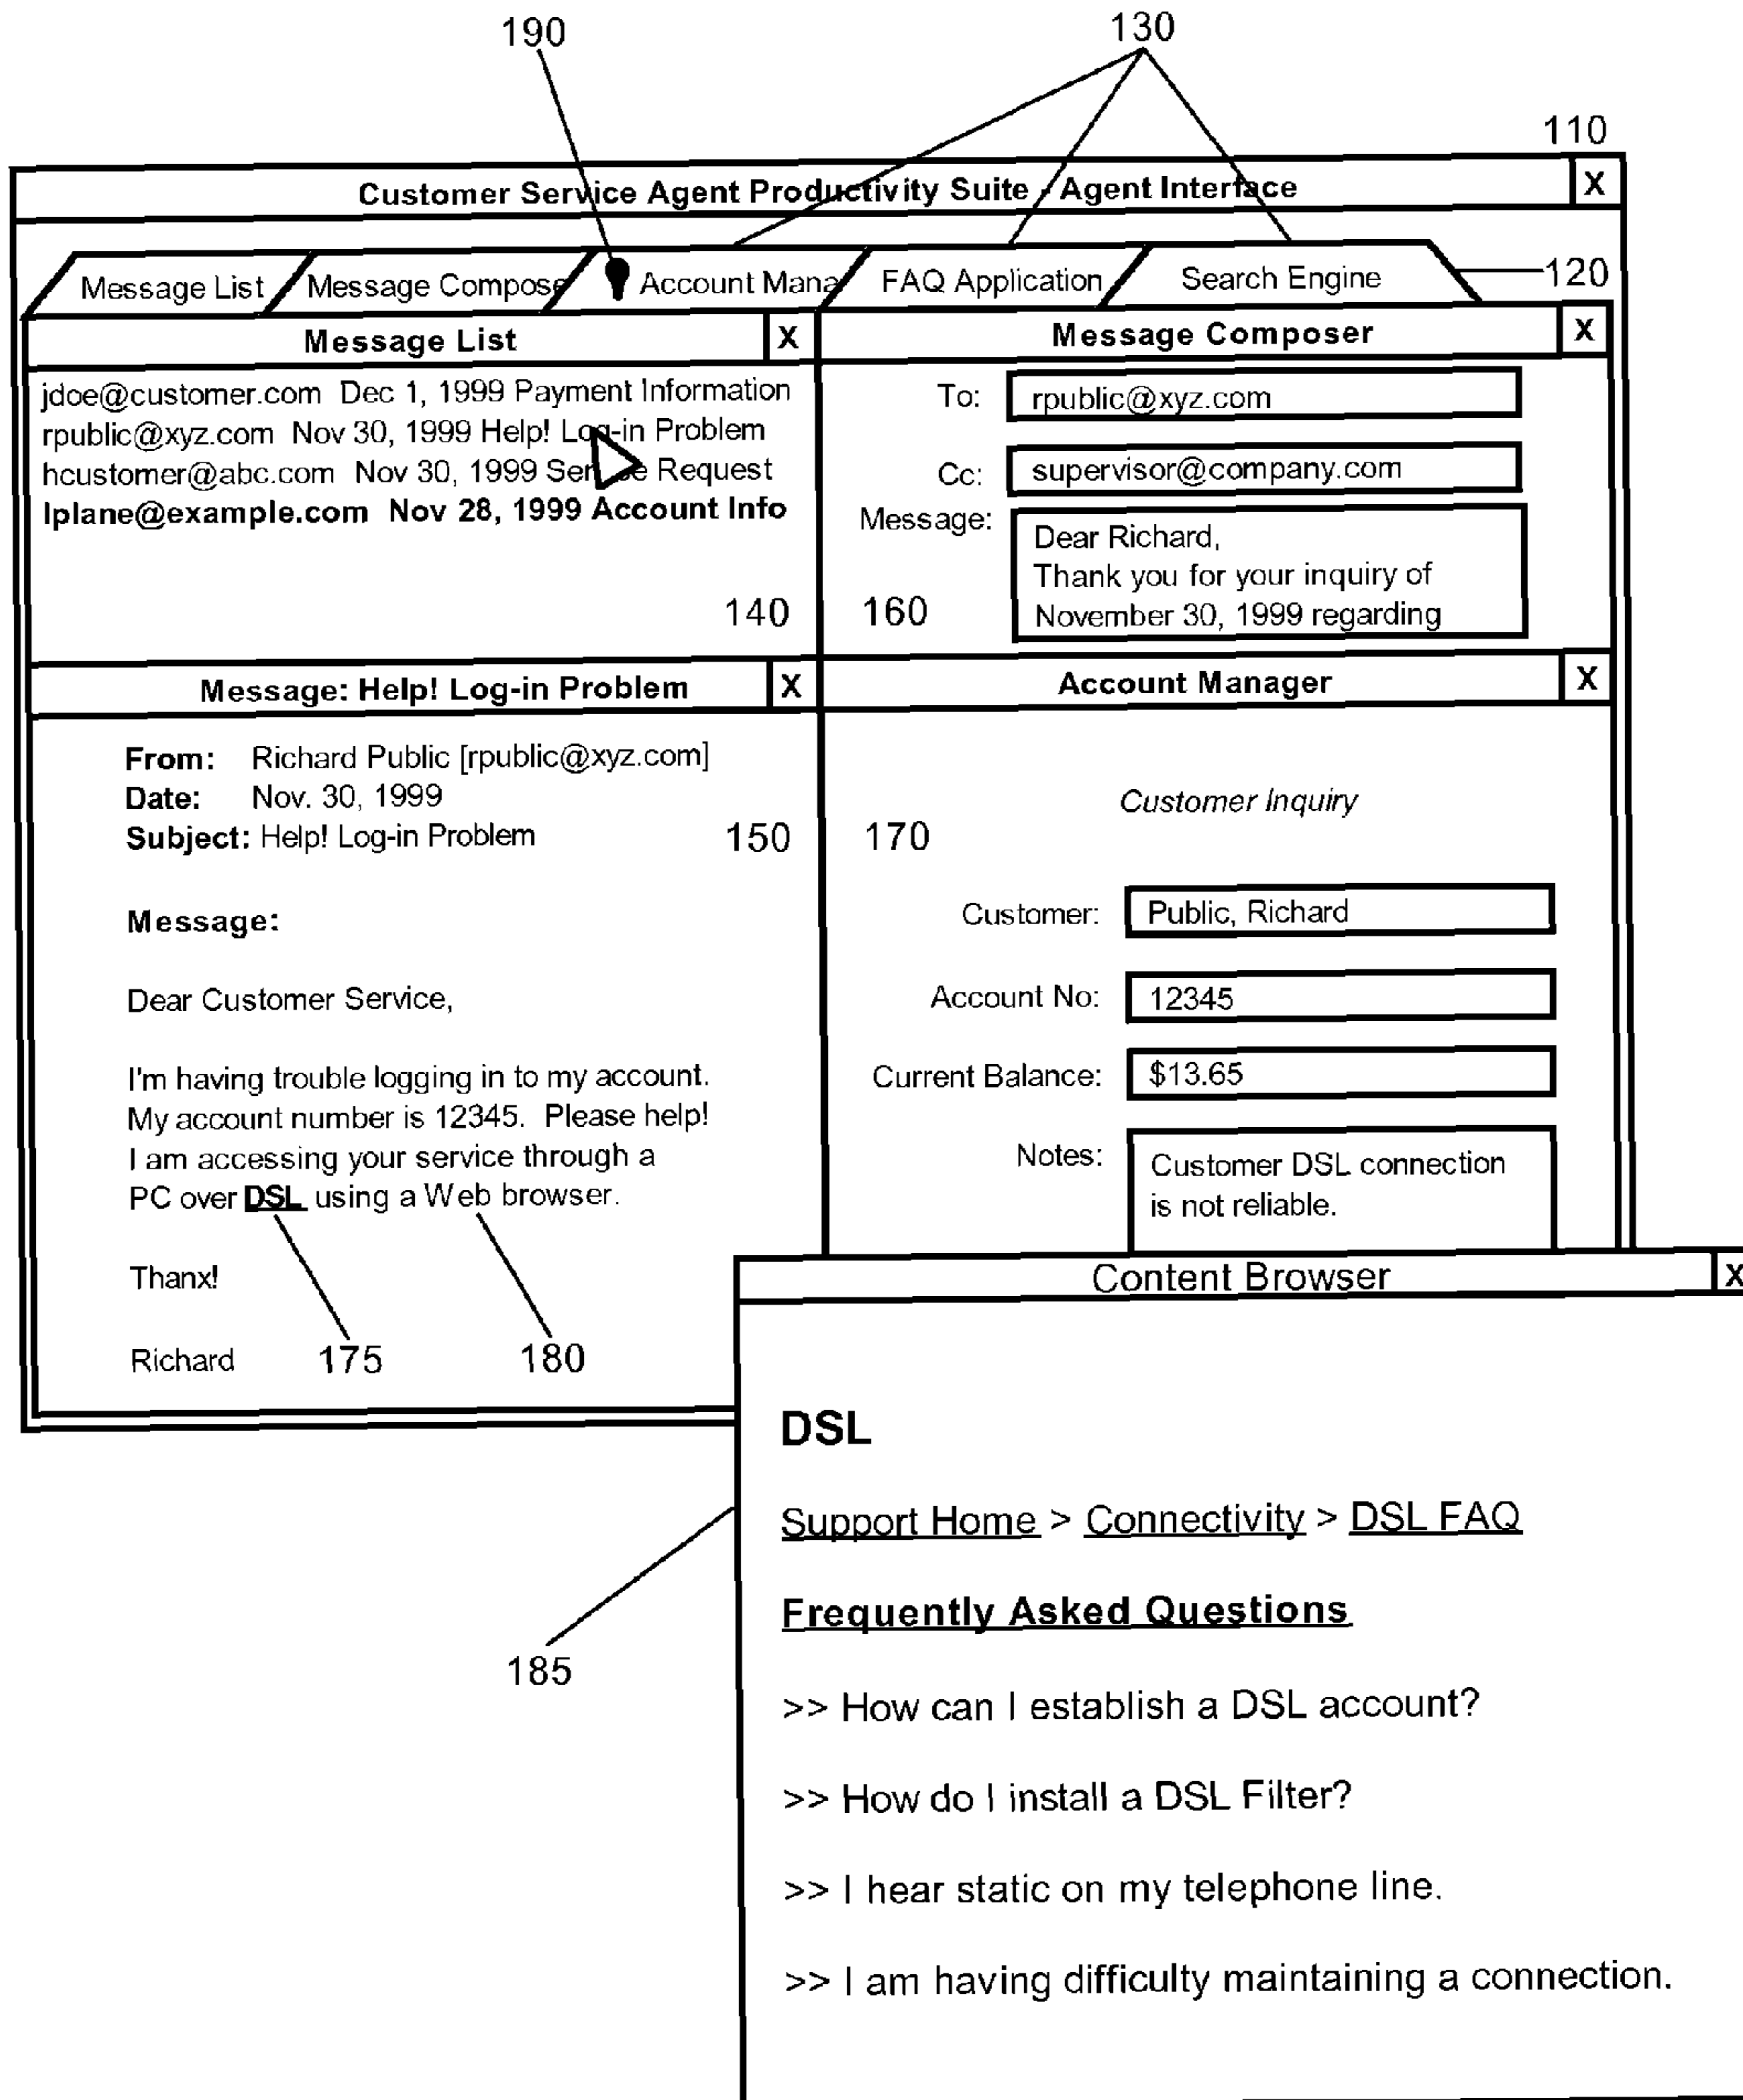 190
130
110
Customer Service Agent Productivity Suite - Agent Interface X
Message List Message Compose Account Mana FAQ Application Search Engine 120
Message List X
jdoe@customer.com Dec 1, 1999 Payment Information
rpublic@xyz.com Nov 30, 1999 Help! Log-in Problem
hcustomer@abc.com Nov 30, 1999 Service Request
lplane@example.com Nov 28, 1999 Account Info
140
Message Composer X
To: rpublic@xyz.com
Cc: supervisor@company.com
Message: Dear Richard,
Thank you for your inquiry of
November 30, 1999 regarding
160
Message: Help! Log-in Problem X
From: Richard Public [rpublic@xyz.com]
Date: Nov. 30, 1999
Subject: Help! Log-in Problem
150
Message:
Dear Customer Service,
I'm having trouble logging in to my account.
My account number is 12345. Please help!
I am accessing your service through a
PC over DSL using a Web browser.
Thanx!
Richard
175
180
Account Manager X
Customer Inquiry
170
Customer: Public, Richard
Account No: 12345
Current Balance: $13.65
Notes: Customer DSL connection
is not reliable.
Content Browser X
DSL
Support Home > Connectivity > DSL FAQ
Frequently Asked Questions
185
>> How can I establish a DSL account?
>> How do I install a DSL Filter?
>> I hear static on my telephone line.
>> I am having difficulty maintaining a connection.